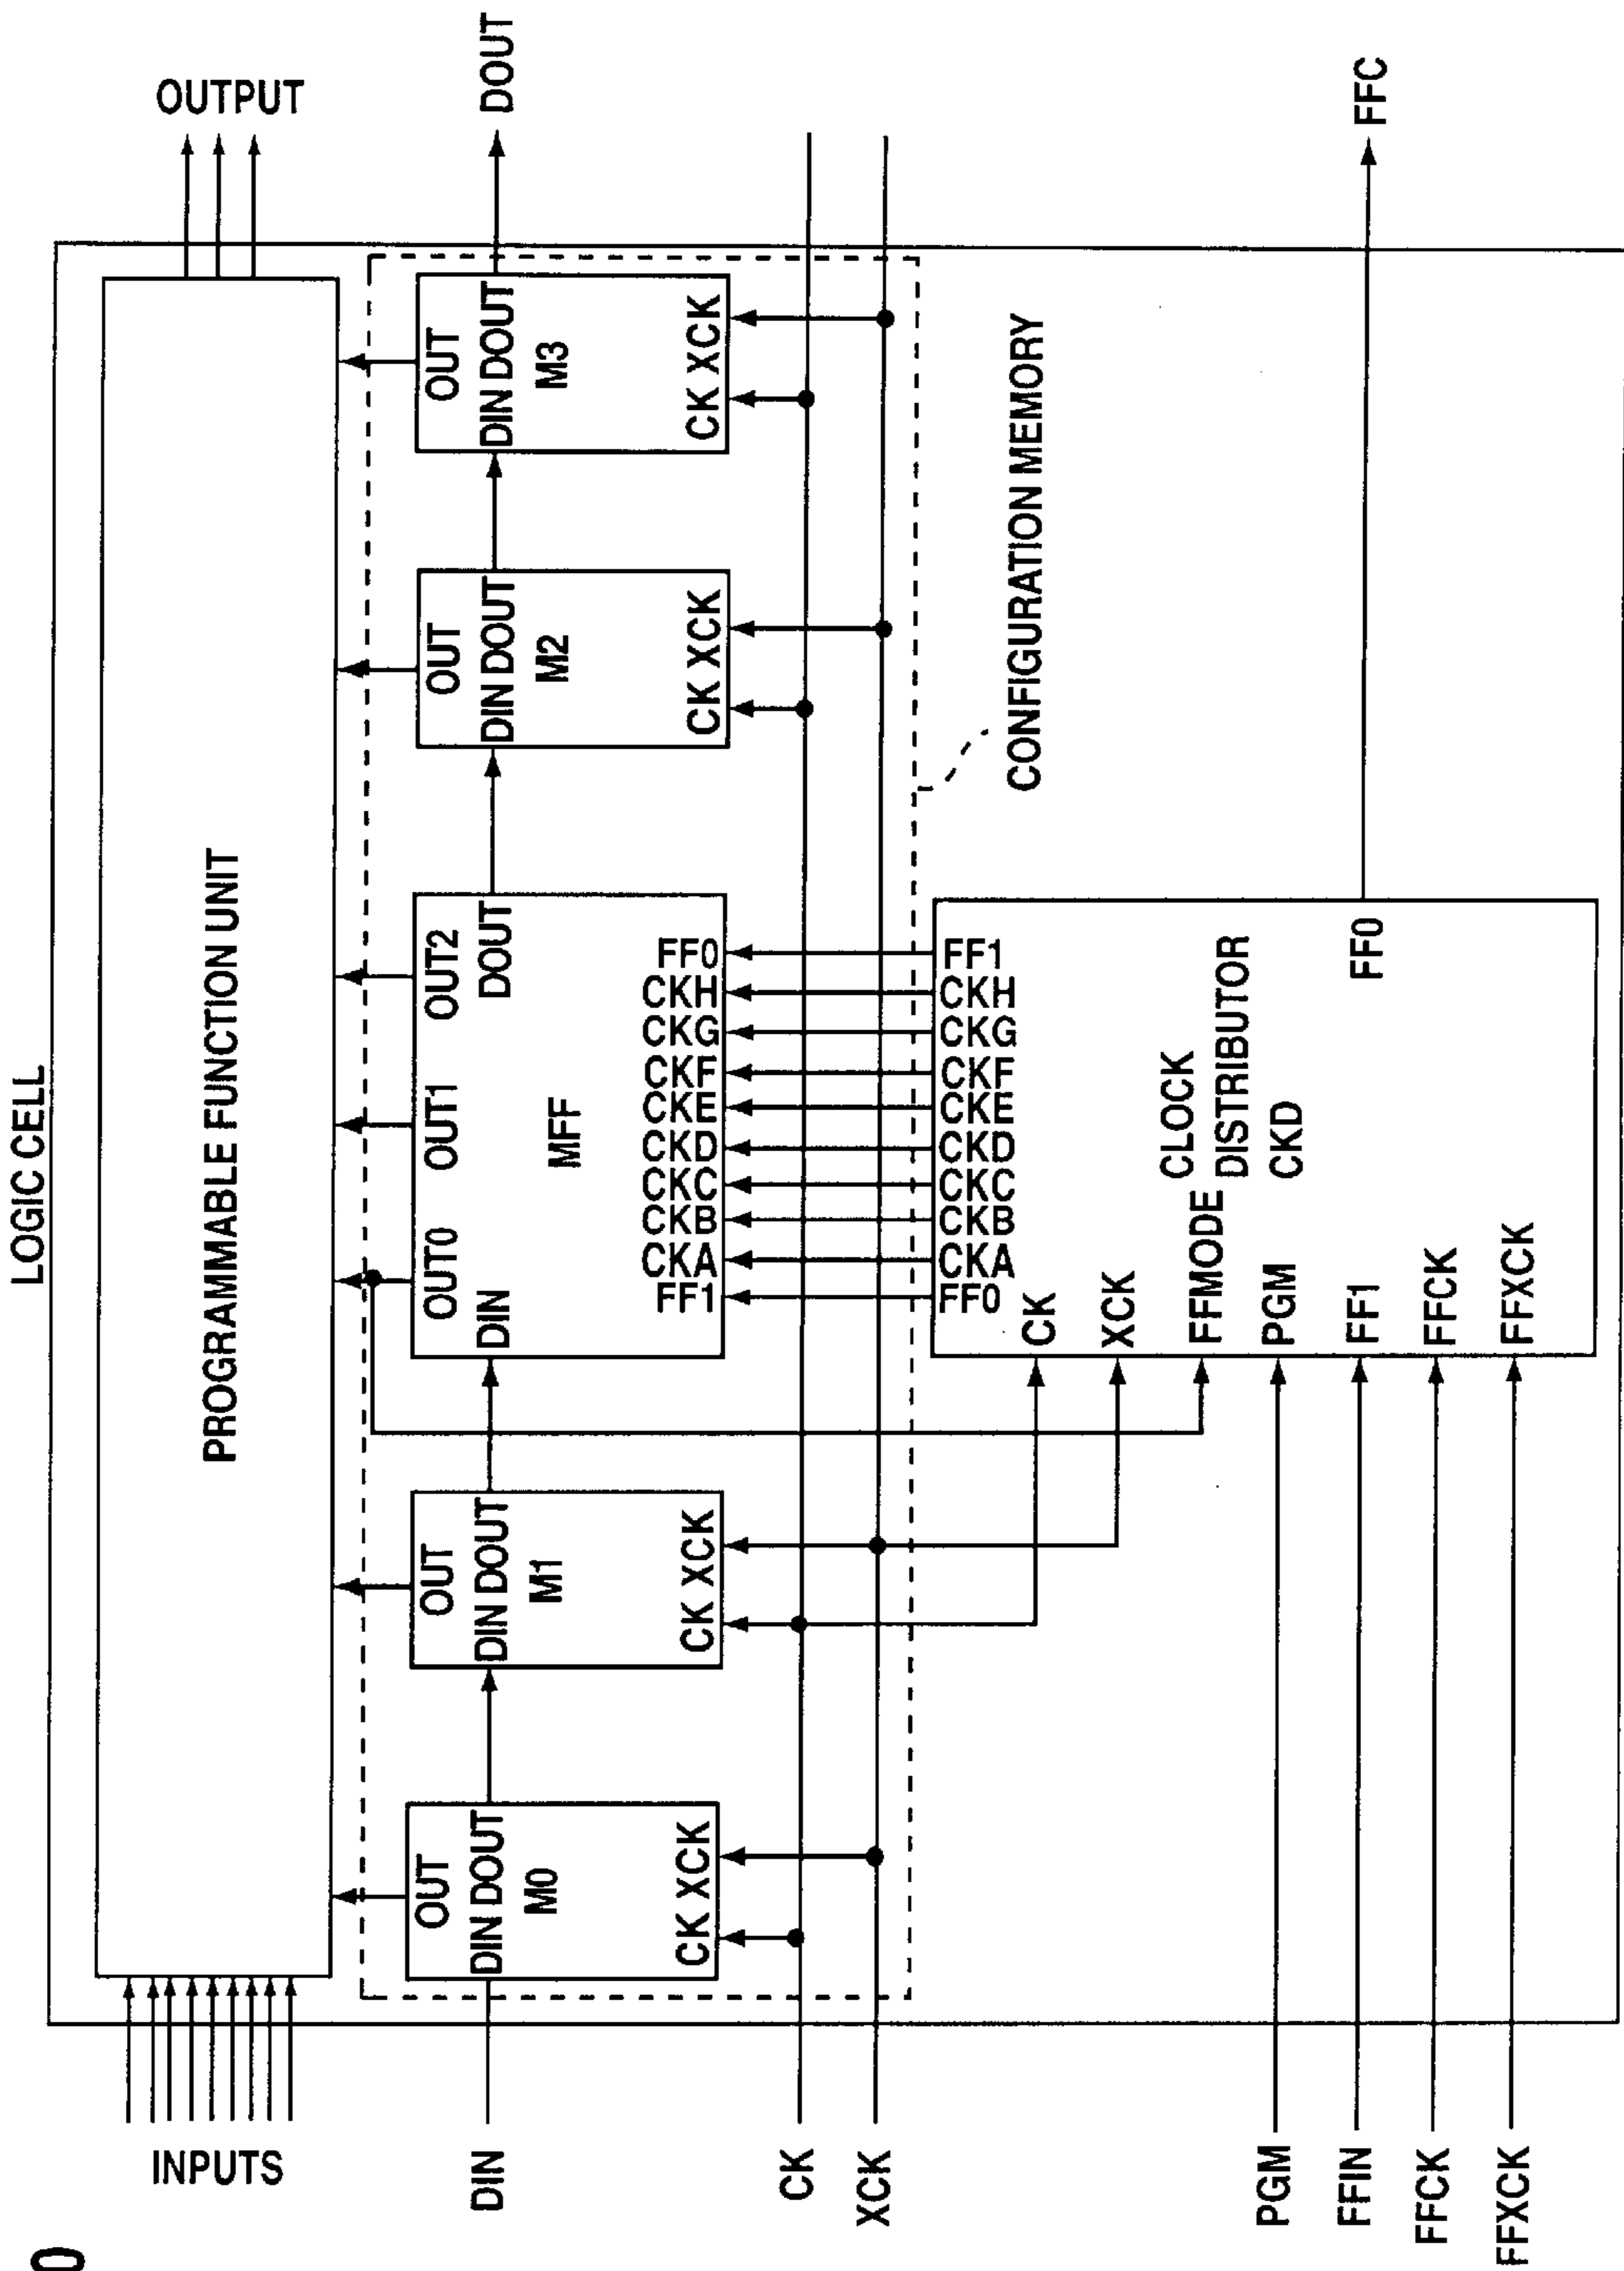 LOGIC CELL
PROGRAMMABLE FUNCTION UNIT
INPUTS
OUTPUT
OUT
DIN DOUT
M0
CK XCK
OUT
DIN DOUT
M1
CK XCK
OUT0 OUT1 OUT2
DIN
DOUT
MFF
FF1 CKA CKB CKC CKD CKE CKF CKG CKH FF0
OUT
DIN DOUT
M2
CK XCK
OUT
DIN DOUT
M3
CK XCK
DIN
DOUT
CK
XCK
CONFIGURATION MEMORY
FF0 CKA CKB CKC CKD CKE CKF CKG CKH FF1
CK
XCK
FFMODE
PGM
FF1
FFCK
FFXCK
CLOCK
DISTRIBUTOR
CKD
FF0
PGM
FFIN
FFCK
FFXCK
FFC
0